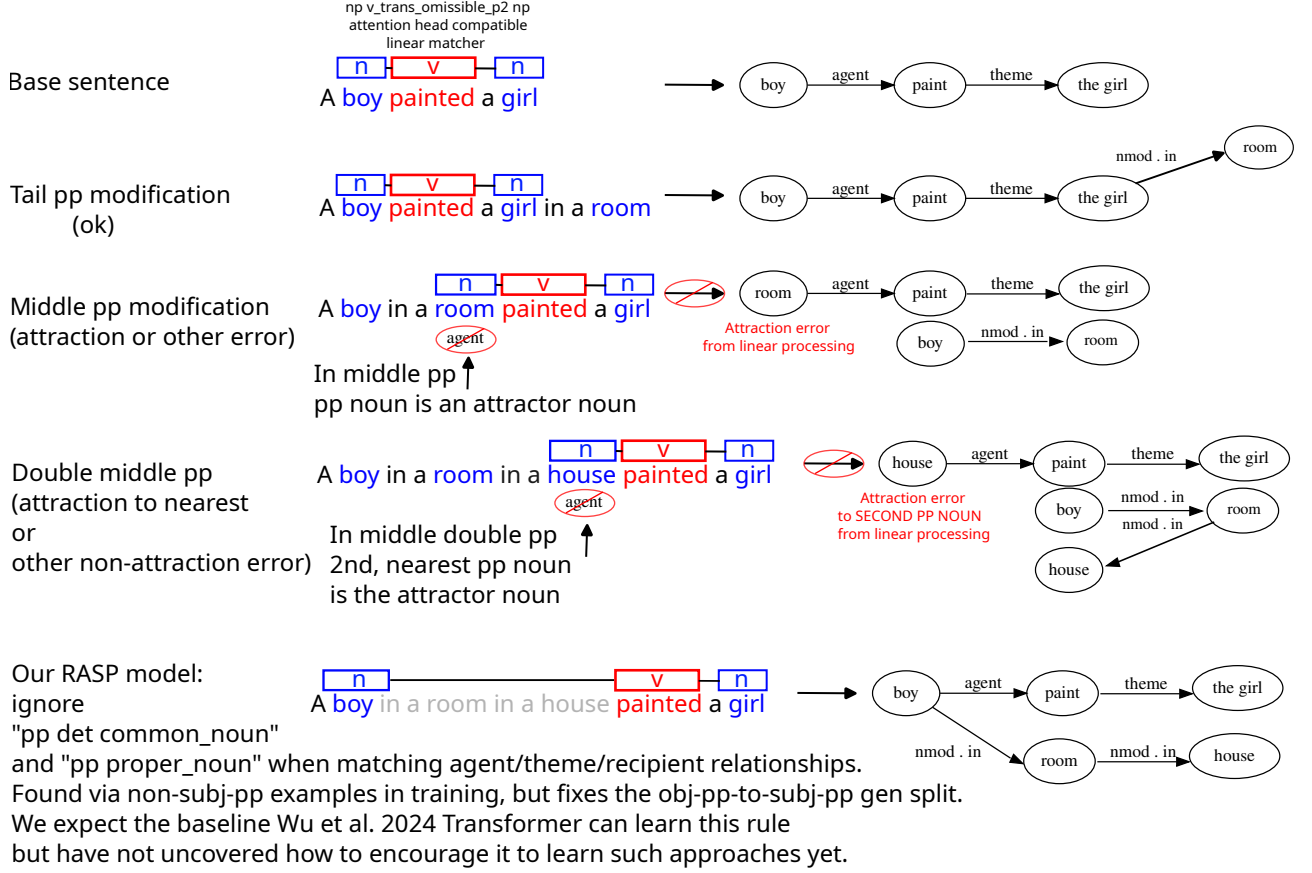 np v_trans_omissible_p2 np
attention head compatible
linear matcher
Base sentence
n v n
A boy painted a girl
boy agent paint theme the girl
Tail pp modification
(ok)
n v n
A boy painted a girl in a room
boy agent paint theme the girl nmod . in room
Middle pp modification
(attraction or other error)
n v n
A boy in a room painted a girl
agent
In middle pp
pp noun is an attractor noun
room agent paint theme the girl
Attraction error
from linear processing
boy nmod . in room
Double middle pp
(attraction to nearest
or
other non-attraction error)
n v n
A boy in a room in a house painted a girl
agent
In middle double pp
2nd, nearest pp noun
is the attractor noun
house agent paint theme the girl
Attraction error
to SECOND PP NOUN
from linear processing
boy nmod . in room
nmod . in
house
Our RASP model:
ignore
"pp det common_noun"
and "pp proper_noun" when matching agent/theme/recipient relationships.
Found via non-subj-pp examples in training, but fixes the obj-pp-to-subj-pp gen split.
We expect the baseline Wu et al. 2024 Transformer can learn this rule
but have not uncovered how to encourage it to learn such approaches yet.
n v n
A boy in a room in a house painted a girl
boy agent paint theme the girl
nmod . in room nmod . in house